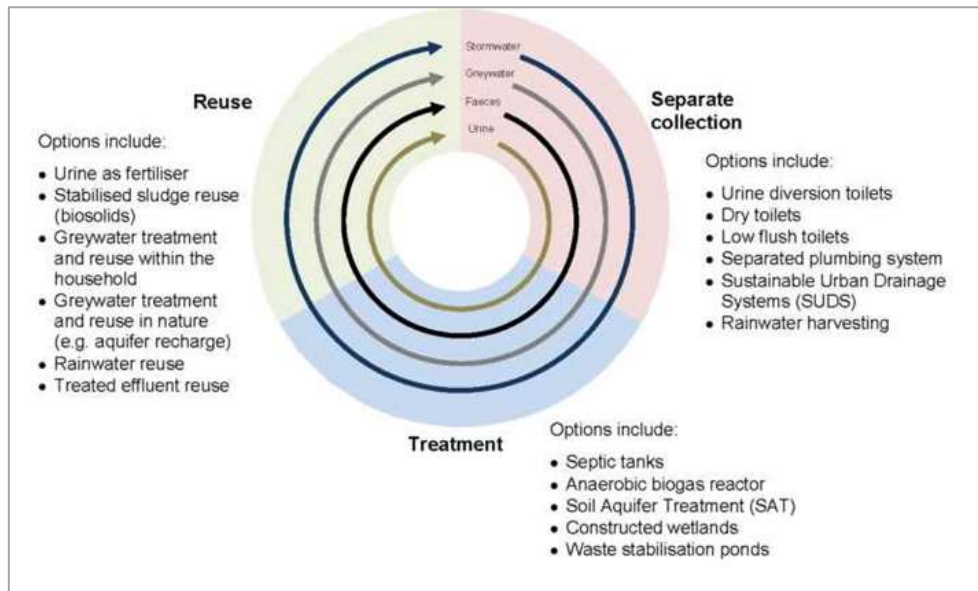 Stormwater
Greywater
Faeces
Urine
Reuse
Options include:
• Urine as fertiliser
• Stabilised sludge reuse
(biosolids)
• Greywater treatment
and reuse within the
household
• Greywater treatment
and reuse in nature
(e.g. aquifer recharge)
• Rainwater reuse
• Treated effluent reuse
Separate
collection
Options include:
• Urine diversion toilets
• Dry toilets
• Low flush toilets
• Separated plumbing system
• Sustainable Urban Drainage
Systems (SUDS)
• Rainwater harvesting
Treatment
Options include:
• Septic tanks
• Anaerobic biogas reactor
• Soil Aquifer Treatment (SAT)
• Constructed wetlands
• Waste stabilisation ponds